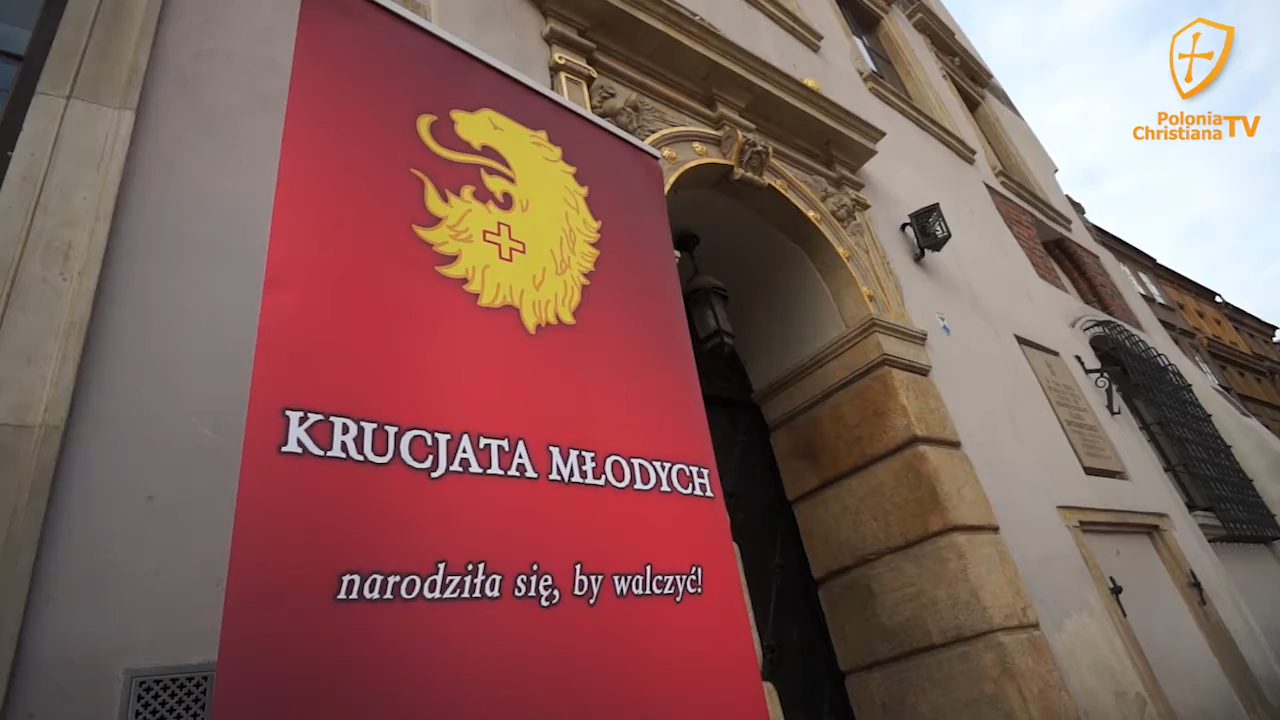 Polonia
Christiana TV
KRUCJATA MŁODYCH
narodziła się, by walczyć!